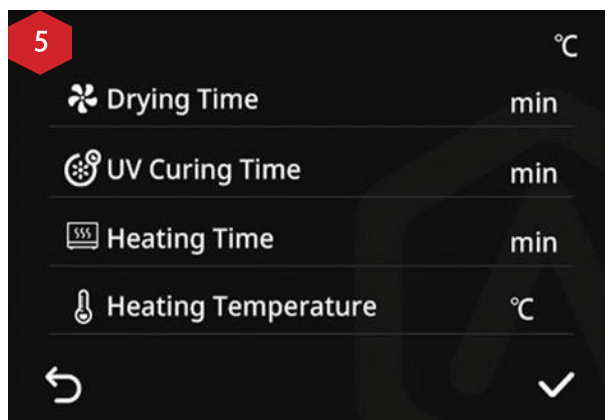 5
℃
Drying Time min
UV Curing Time min
Heating Time min
Heating Temperature ℃